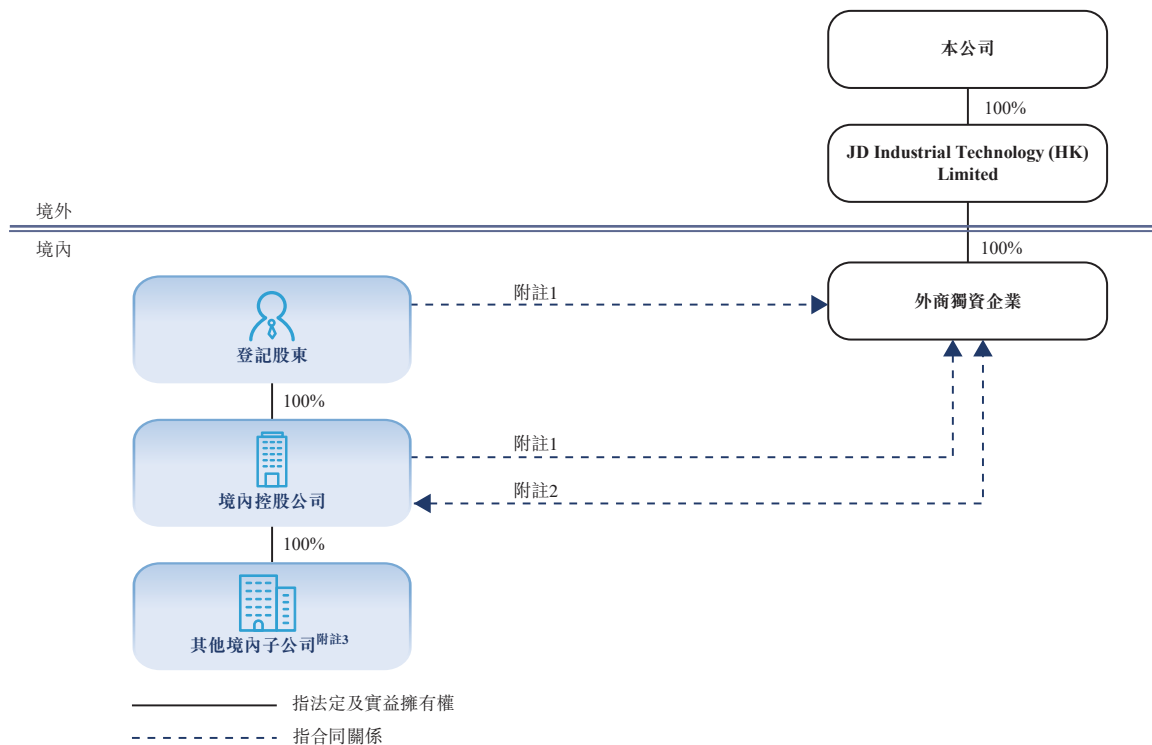 本公司
100%
JD Industrial Technology (HK)
Limited
境外
境內
100%
登記股東
附註1
外商獨資企業
100%
境內控股公司
附註1
附註2
100%
其他境內子公司附註3
指法定及實益擁有權
指合同關係